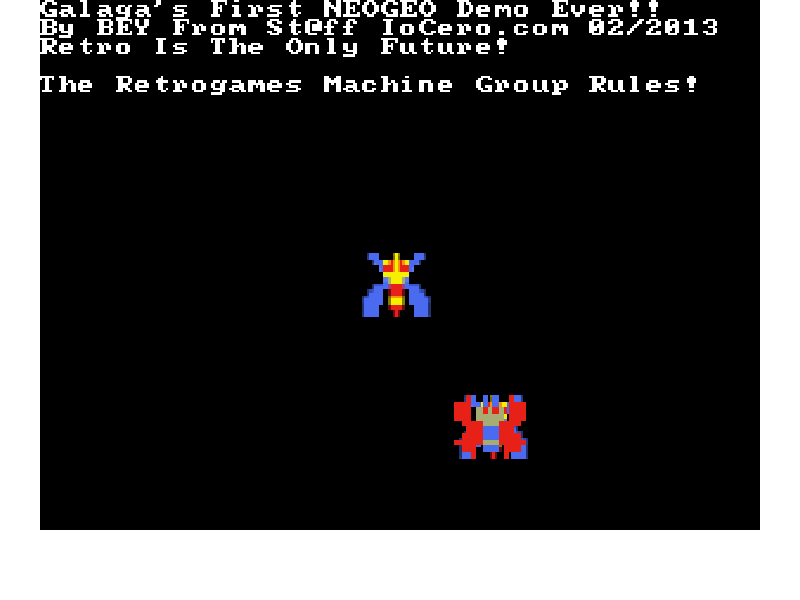 Galaga's First NEOGEO Demo Ever!!
By BEY From St@ff IoCero.com 02/2013
Retro Is The Only Future!
The Retrogames Machine Group Rules!